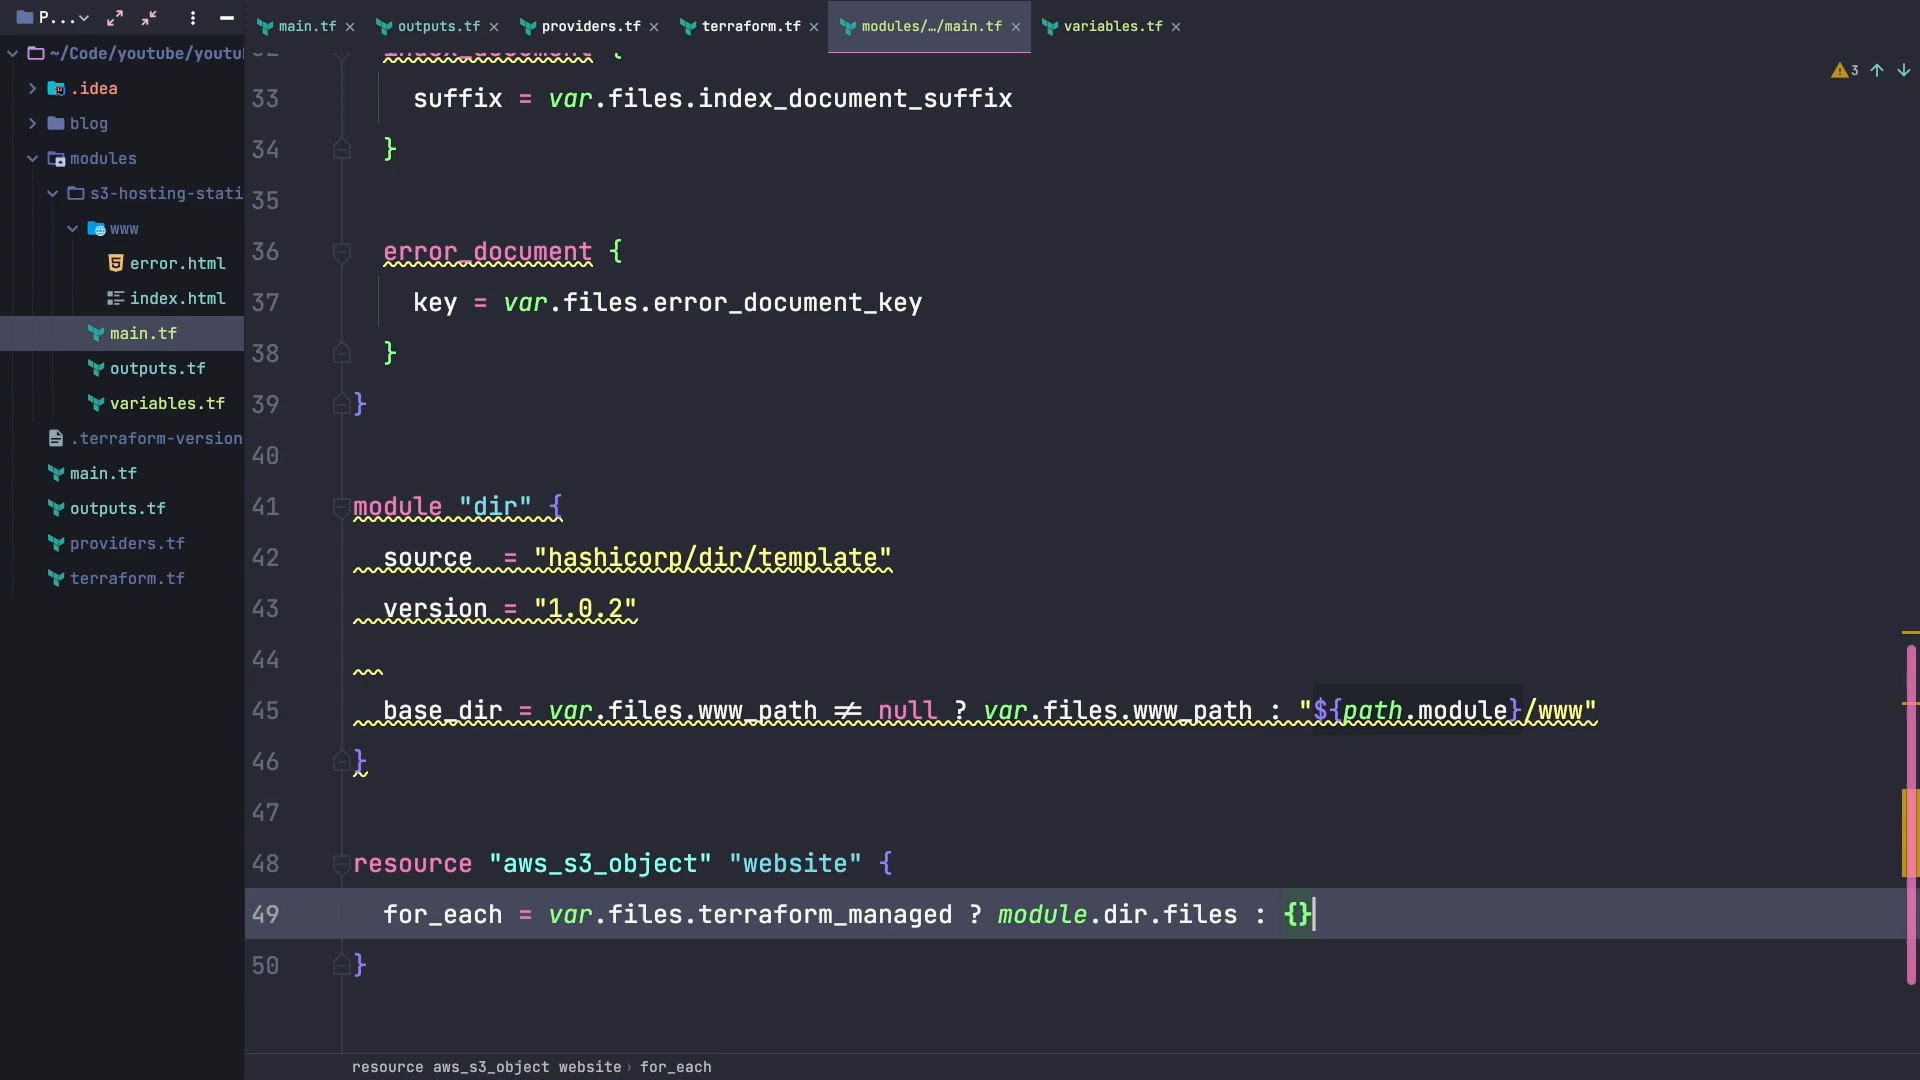 P...
main.tf
outputs.tf
providers.tf
terraform.tf
modules/…/main.tf
variables.tf
~/Code/youtube/youtu
.idea
blog
modules
s3-hosting-stati
www
error.html
index.html
main.tf
outputs.tf
variables.tf
.terraform-version
main.tf
outputs.tf
providers.tf
terraform.tf
3
32 index_document {
33 suffix = var.files.index_document_suffix
34 }
35
36 error_document {
37 key = var.files.error_document_key
38 }
39 }
40
41 module "dir" {
42 source = "hashicorp/dir/template"
43 version = "1.0.2"
44
45 base_dir = var.files.www_path != null ? var.files.www_path : "${path.module}/www"
46 }
47
48 resource "aws_s3_object" "website" {
49 for_each = var.files.terraform_managed ? module.dir.files : {}
50 }
resource aws_s3_object website › for_each